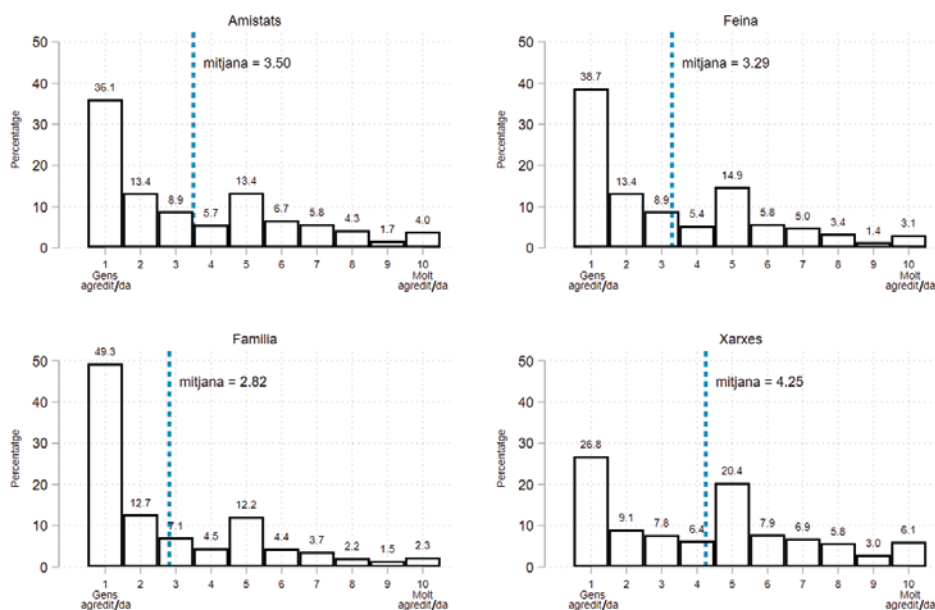 Amistats
50
40
30
20
10
0
Percentatge
mitjana = 3.50
36.1
13.4
8.9
5.7
13.4
6.7
5.8
4.3
1.7
4.0
1 2 3 4 5 6 7 8 9 10
Gens Molt
agredit/da agredit/da
Feina
50
40
30
20
10
0
Percentatge
mitjana = 3.29
38.7
13.4
8.9
5.4
14.9
5.8
5.0
3.4
1.4
3.1
1 2 3 4 5 6 7 8 9 10
Gens Molt
agredit/da agredit/da
Familia
50
40
30
20
10
0
Percentatge
mitjana = 2.82
49.3
12.7
7.1
4.5
12.2
4.4
3.7
2.2
1.5
2.3
1 2 3 4 5 6 7 8 9 10
Gens Molt
agredit/da agredit/da
Xarxes
50
40
30
20
10
0
Percentatge
mitjana = 4.25
26.8
9.1
7.8
6.4
20.4
7.9
6.9
5.8
3.0
6.1
1 2 3 4 5 6 7 8 9 10
Gens Molt
agredit/da agredit/da